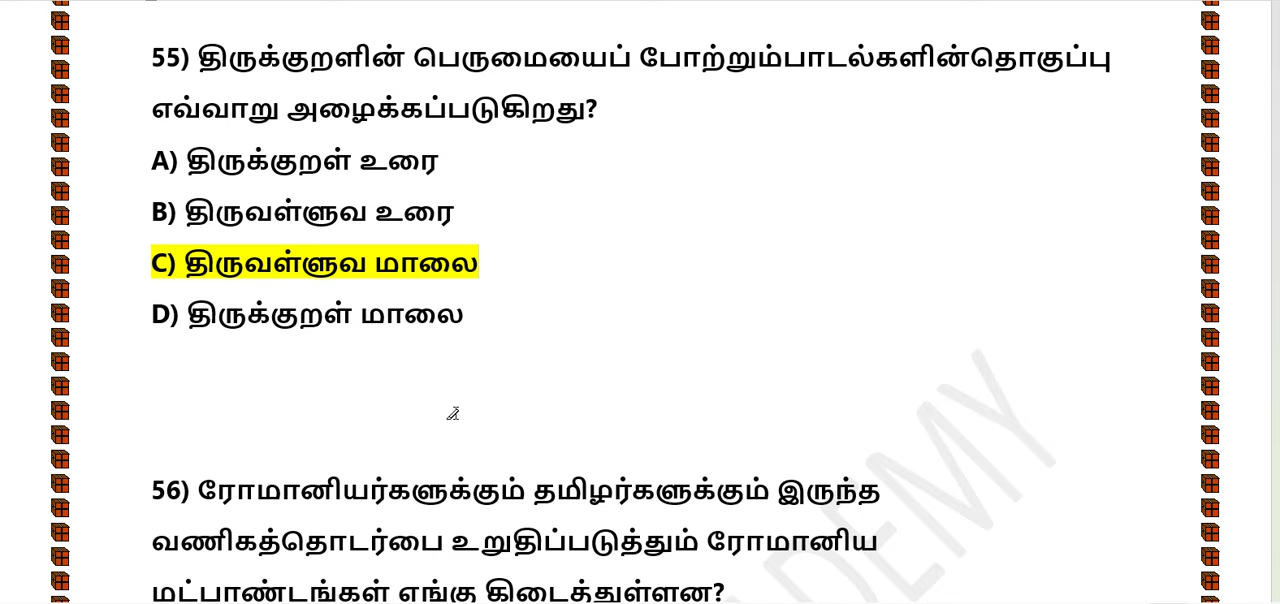 55) திருக்குறளின் பெருமையைப் போற்றும்பாடல்களின்தொகுப்பு
எவ்வாறு அழைக்கப்படுகிறது?
A) திருக்குறள் உரை
B) திருவள்ளுவ உரை
C) திருவள்ளுவ மாலை
D) திருக்குறள் மாலை
56) ரோமானியர்களுக்கும் தமிழர்களுக்கும் இருந்த
வணிகத்தொடர்பை உறுதிப்படுத்தும் ரோமானிய
மட்பாண்டங்கள் எங்கு கிடைத்துள்ளன?